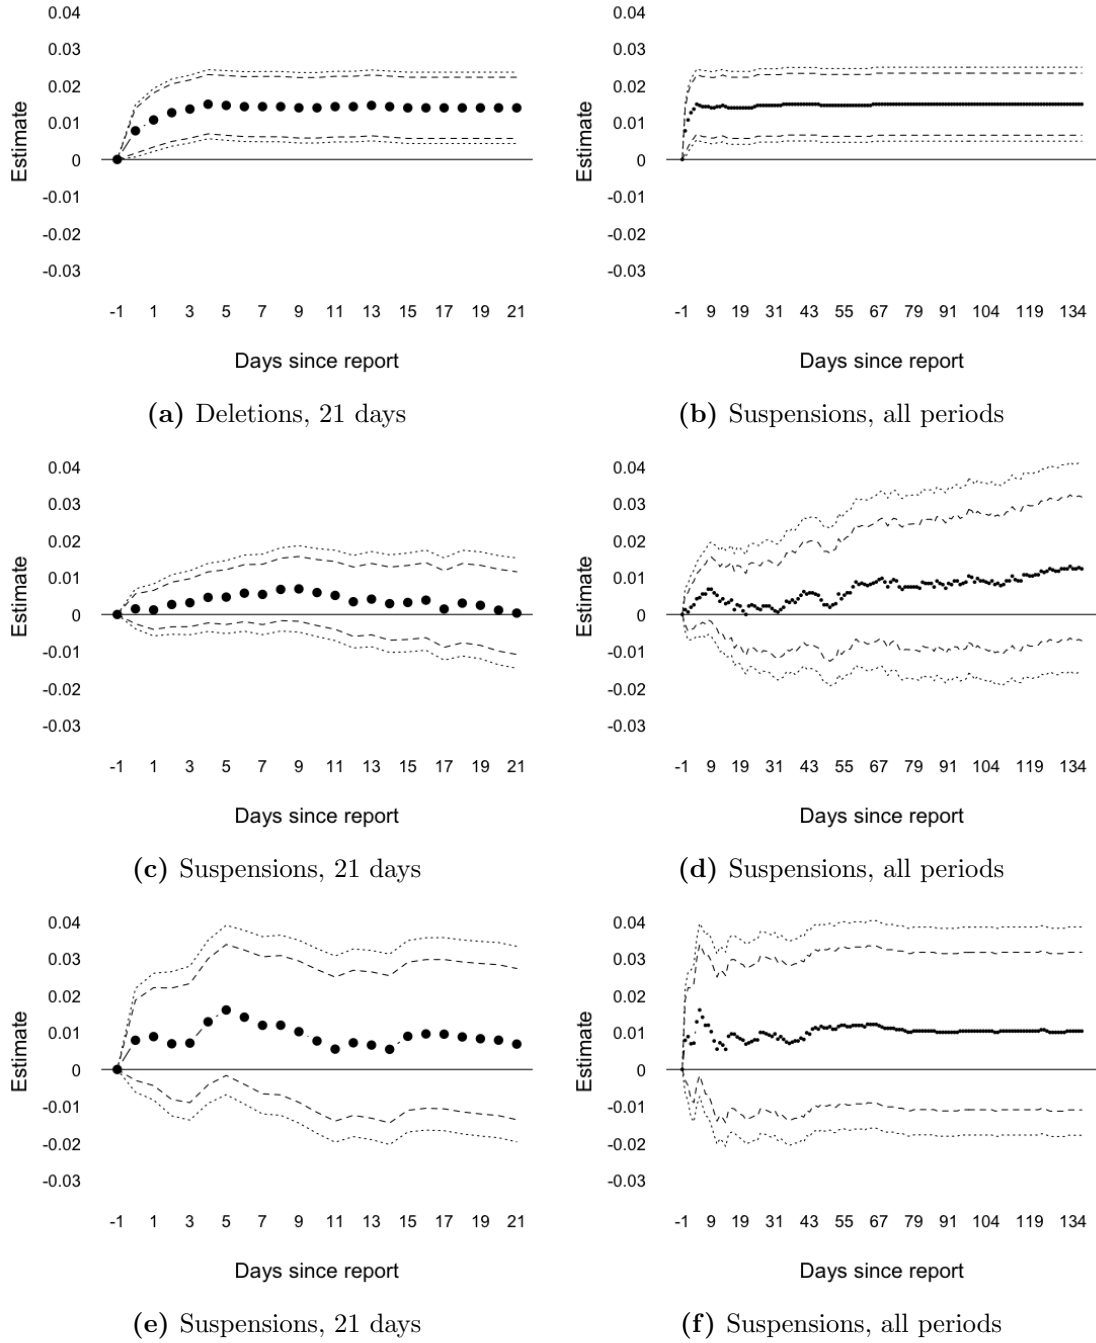 0.04
0.03
0.02
0.01
0
-0.01
-0.02
-0.03
Estimate
-1 1 3 5 7 9 11 13 15 17 19 21
Days since report
(a) Deletions, 21 days
0.04
0.03
0.02
0.01
0
-0.01
-0.02
-0.03
Estimate
-1 9 19 31 43 55 67 79 91 104 119 134
Days since report
(b) Suspensions, all periods
0.04
0.03
0.02
0.01
0
-0.01
-0.02
-0.03
Estimate
-1 1 3 5 7 9 11 13 15 17 19 21
Days since report
(c) Suspensions, 21 days
0.04
0.03
0.02
0.01
0
-0.01
-0.02
-0.03
Estimate
-1 9 19 31 43 55 67 79 91 104 119 134
Days since report
(d) Suspensions, all periods
0.04
0.03
0.02
0.01
0
-0.01
-0.02
-0.03
Estimate
-1 1 3 5 7 9 11 13 15 17 19 21
Days since report
(e) Suspensions, 21 days
0.04
0.03
0.02
0.01
0
-0.01
-0.02
-0.03
Estimate
-1 9 19 31 43 55 67 79 91 104 119 134
Days since report
(f) Suspensions, all periods